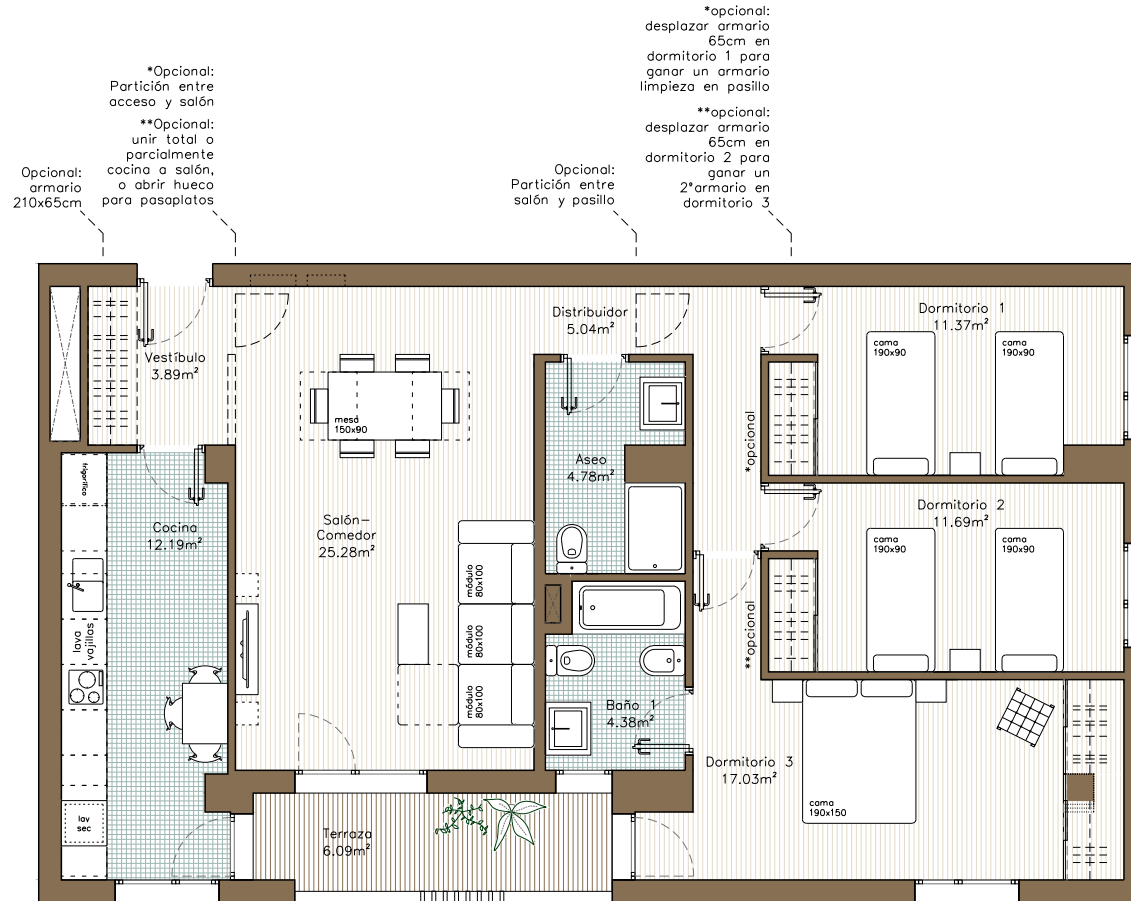 *opcional:
desplazar armario
65cm en
dormitorio 1 para
ganar un armario
limpieza en pasillo
**opcional:
desplazar armario
65cm en
dormitorio 2 para
ganar un
2ºarmario en
dormitorio 3
*Opcional:
Partición entre
acceso y salón
**Opcional:
unir total o
parcialmente
cocina a salón,
o abrir hueco
para pasaplatos
Opcional:
armario
210x65cm
Opcional:
Partición entre
salón y pasillo
Vestíbulo
3.89m²
Distribuidor
5.04m²
Dormitorio 1
11.37m²
cama
190x90
cama
190x90
mesa
150x90
*opcional
Aseo
4.78m²
frigorífico
Cocina
12.19m²
Salón–
Comedor
25.28m²
Dormitorio 2
11.69m²
cama
190x90
cama
190x90
módulo
80x100
módulo
80x100
módulo
80x100
lava
vajillas
**opcional
Baño 1
4.38m²
Dormitorio 3
17.03m²
cama
190x150
lav
sec
Terraza
6.09m²